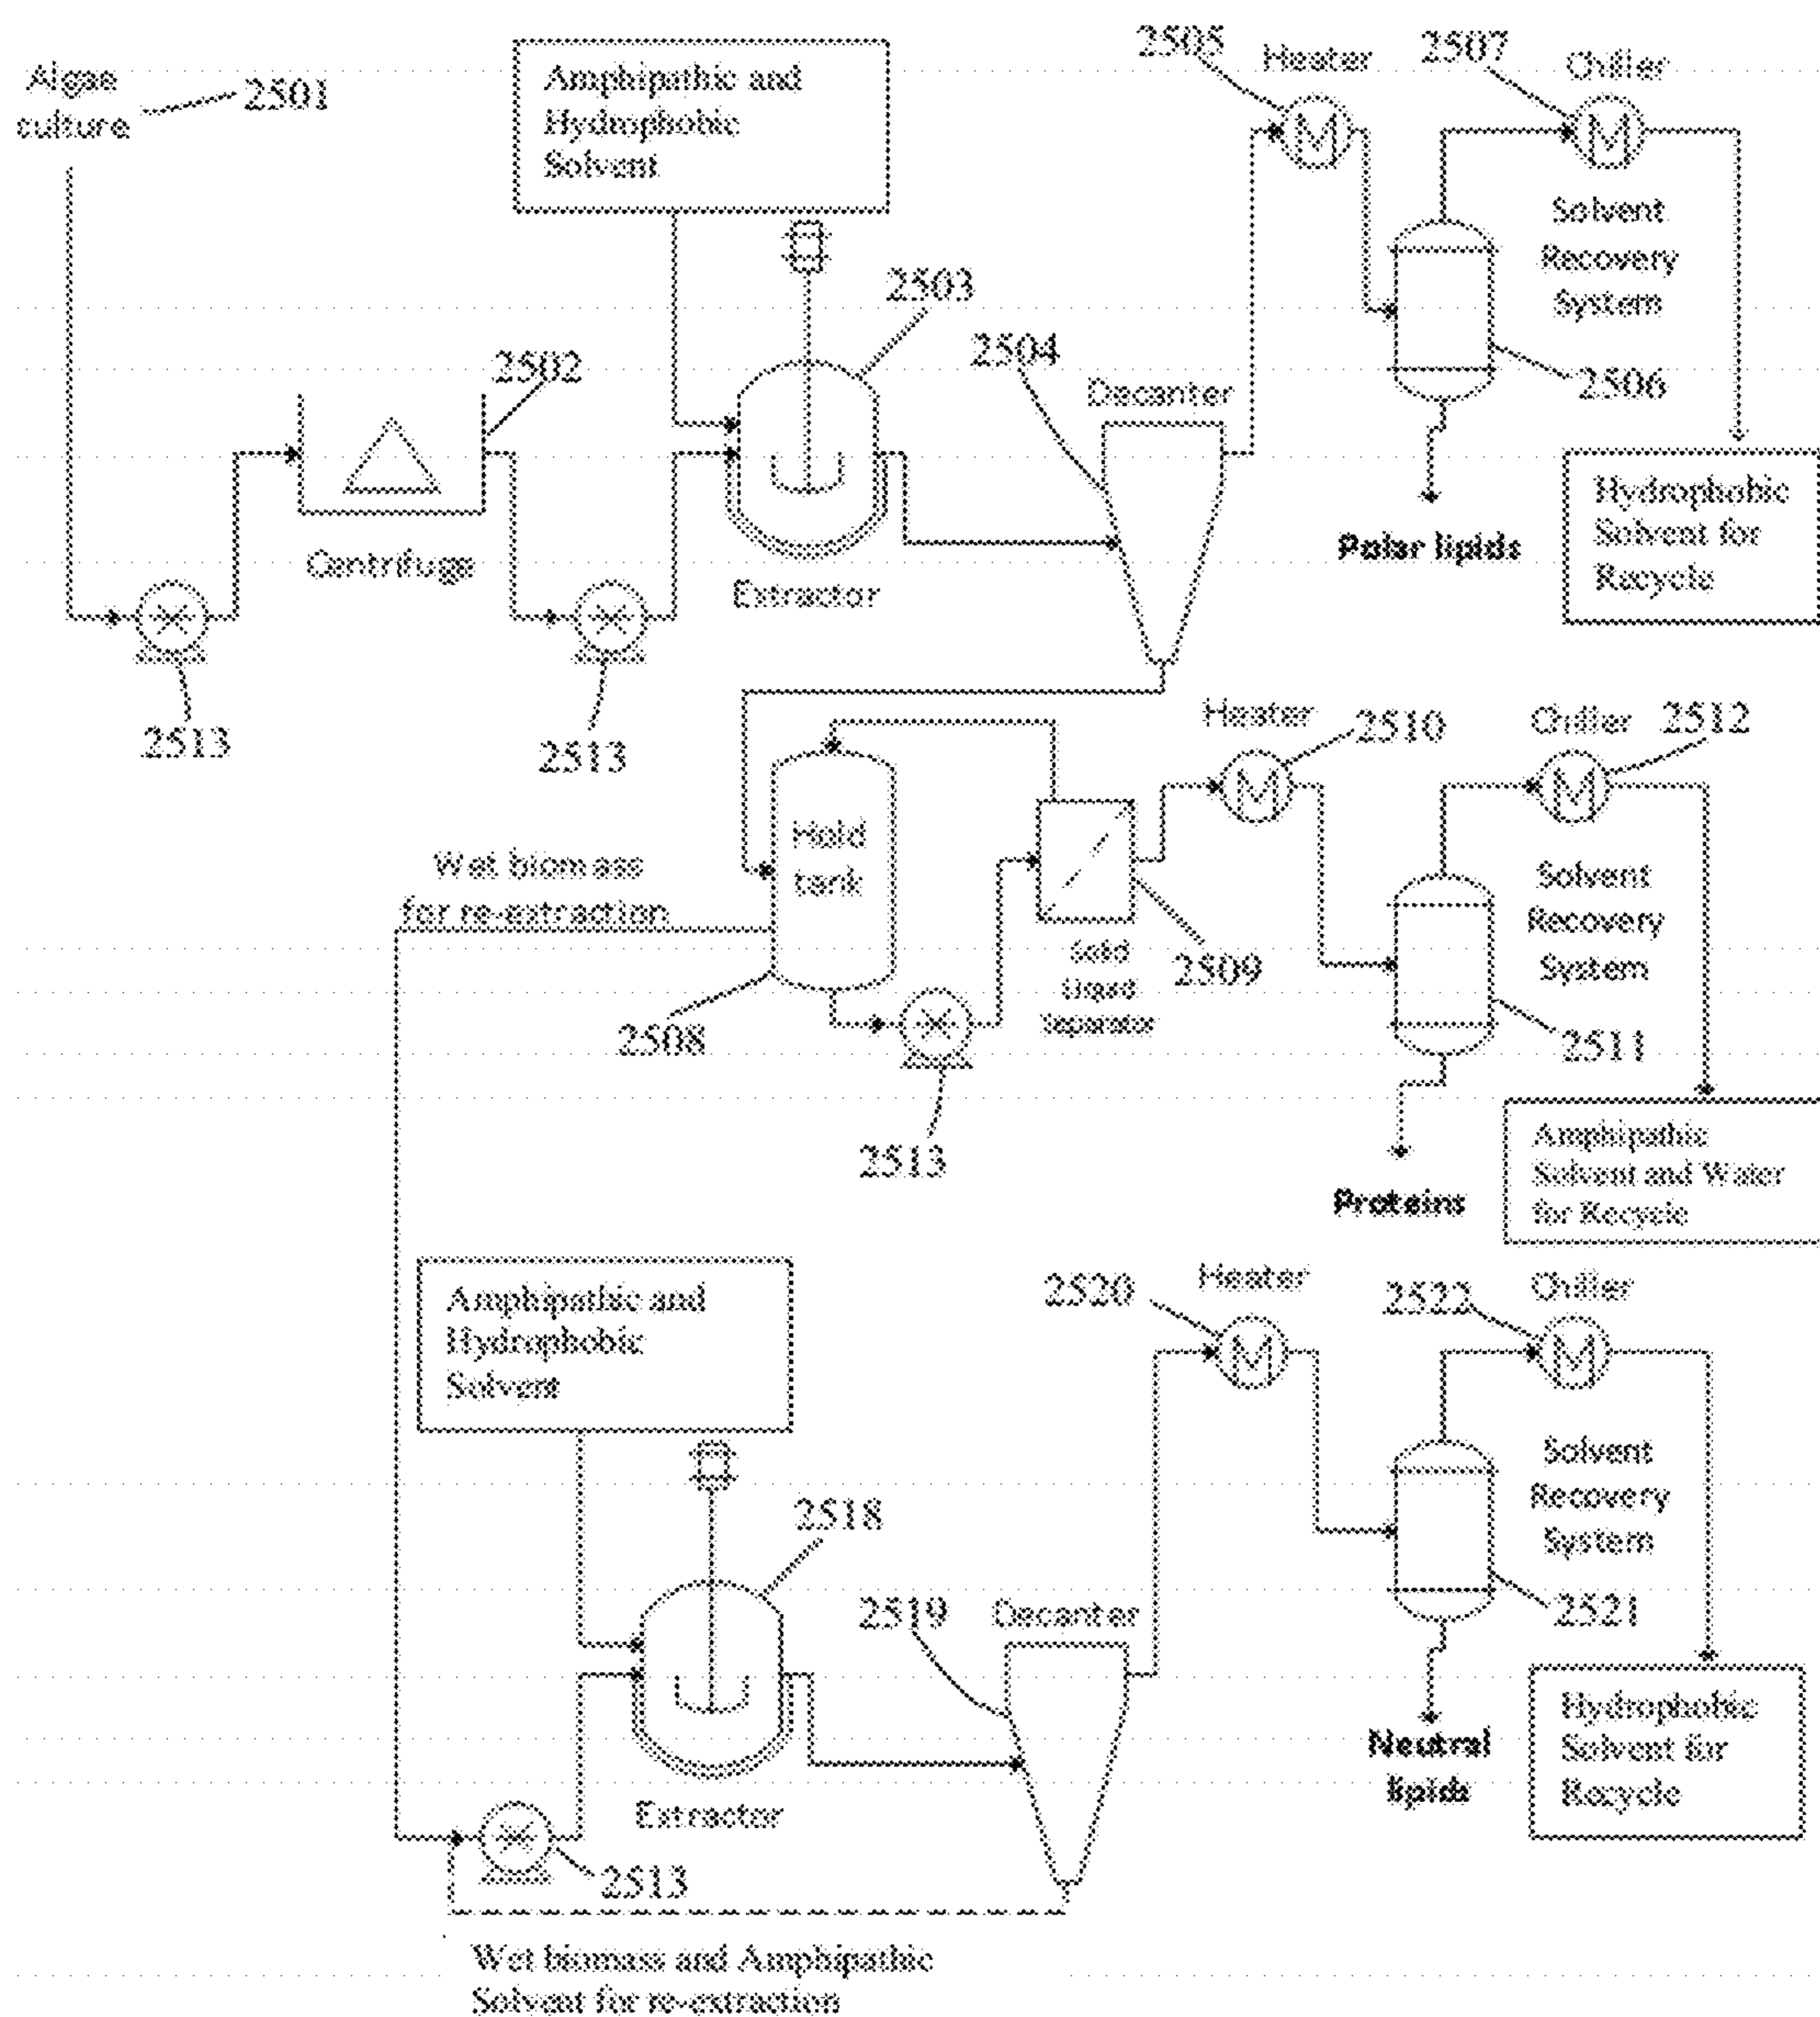 Algae
culture
2501
Amphipathic and
Hydrophobic
Solvent
2505
Heater
2507
Chiller
Solvent
Recovery
System
2503
2504
2502
Decanter
2506
Hydrophobic
Solvent for
Recycle
Polar lipids
Centrifuge
Extractor
2513
2513
Heater
2510
Chiller
2512
Hold
tank
Wet biomass
for re-extraction
Solvent
Recovery
System
Solid
Liquid
separator
2509
2508
2511
2513
Amphipathic
Solvent and Water
for Recycle
Proteins
Amphipathic and
Hydrophobic
Solvent
2520
Heater
2522
Chiller
Solvent
Recovery
System
2518
2519
Decanter
2521
Neutral
lipids
Hydrophobic
Solvent for
Recycle
Extractor
2513
Wet biomass and Amphipathic
Solvent for re-extraction